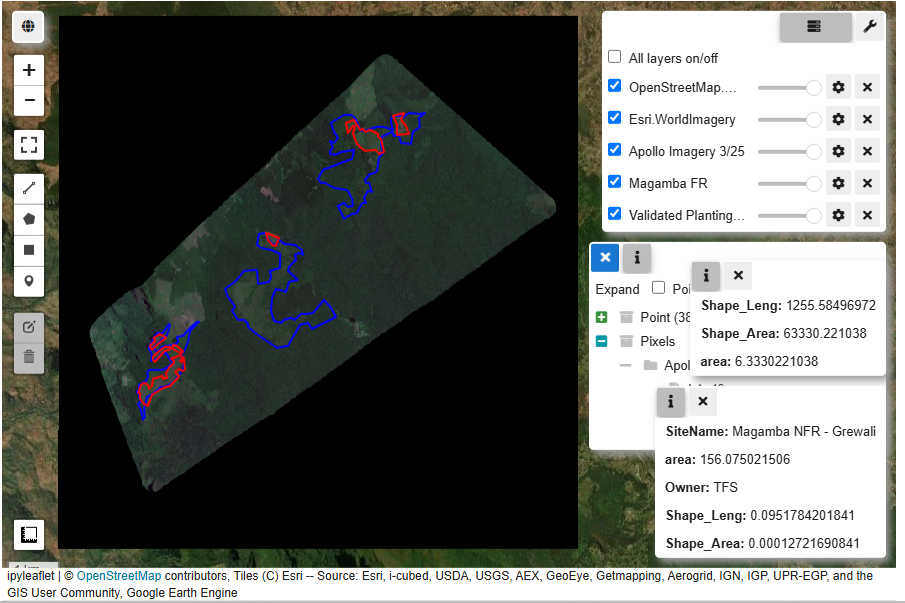 All layers on/off
OpenStreetMap....
Esri.WorldImagery
Apollo Imagery 3/25
Magamba FR
Validated Planting...
Expand
Point (38
Pixels
Shape_Leng: 1255.58496972
Shape_Area: 63330.221038
area: 6.3330221038
SiteName: Magamba NFR - Grewali
area: 156.075021506
Owner: TFS
Shape_Leng: 0.0951784201841
Shape_Area: 0.00012721690841
ipyleaflet | © OpenStreetMap contributors, Tiles (C) Esri -- Source: Esri, i-cubed, USDA, USGS, AEX, GeoEye, Getmapping, Aerogrid, IGN, IGP, UPR-EGP, and the
GIS User Community, Google Earth Engine